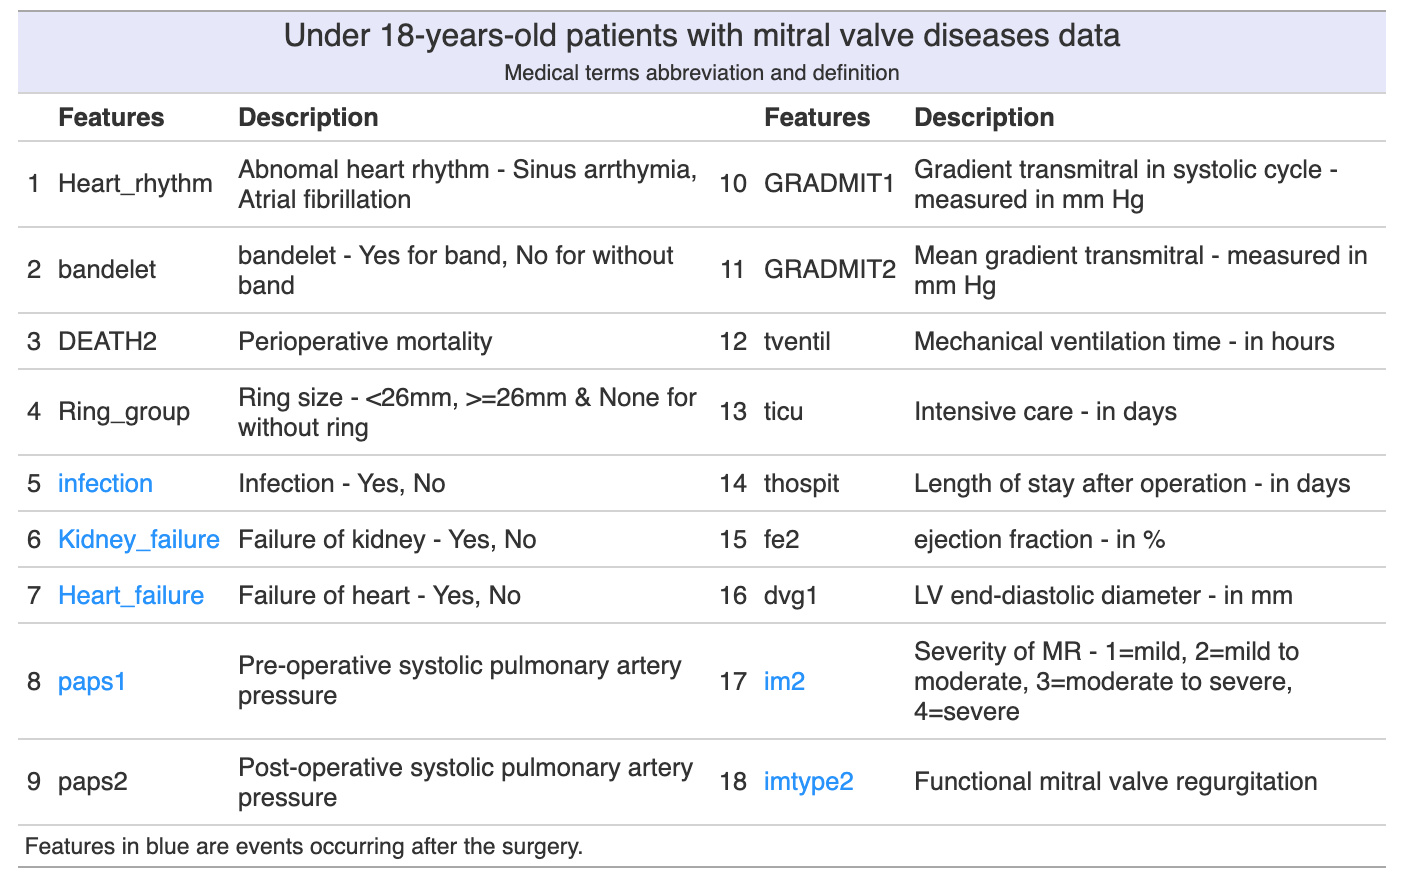 Under 18-years-old patients with mitral valve diseases data
Medical terms abbreviation and definition
Features Description Features Description
1 Heart_rhythm Abnomal heart rhythm - Sinus arrthymia, Atrial fibrillation 10 GRADMIT1 Gradient transmitral in systolic cycle - measured in mm Hg
2 bandelet bandelet - Yes for band, No for without band 11 GRADMIT2 Mean gradient transmitral - measured in mm Hg
3 DEATH2 Perioperative mortality 12 tventil Mechanical ventilation time - in hours
4 Ring_group Ring size - <26mm, >=26mm & None for without ring 13 ticu Intensive care - in days
5 infection Infection - Yes, No 14 thospit Length of stay after operation - in days
6 Kidney_failure Failure of kidney - Yes, No 15 fe2 ejection fraction - in %
7 Heart_failure Failure of heart - Yes, No 16 dvg1 LV end-diastolic diameter - in mm
8 paps1 Pre-operative systolic pulmonary artery pressure 17 im2 Severity of MR - 1=mild, 2=mild to moderate, 3=moderate to severe, 4=severe
9 paps2 Post-operative systolic pulmonary artery pressure 18 imtype2 Functional mitral valve regurgitation
Features in blue are events occurring after the surgery.